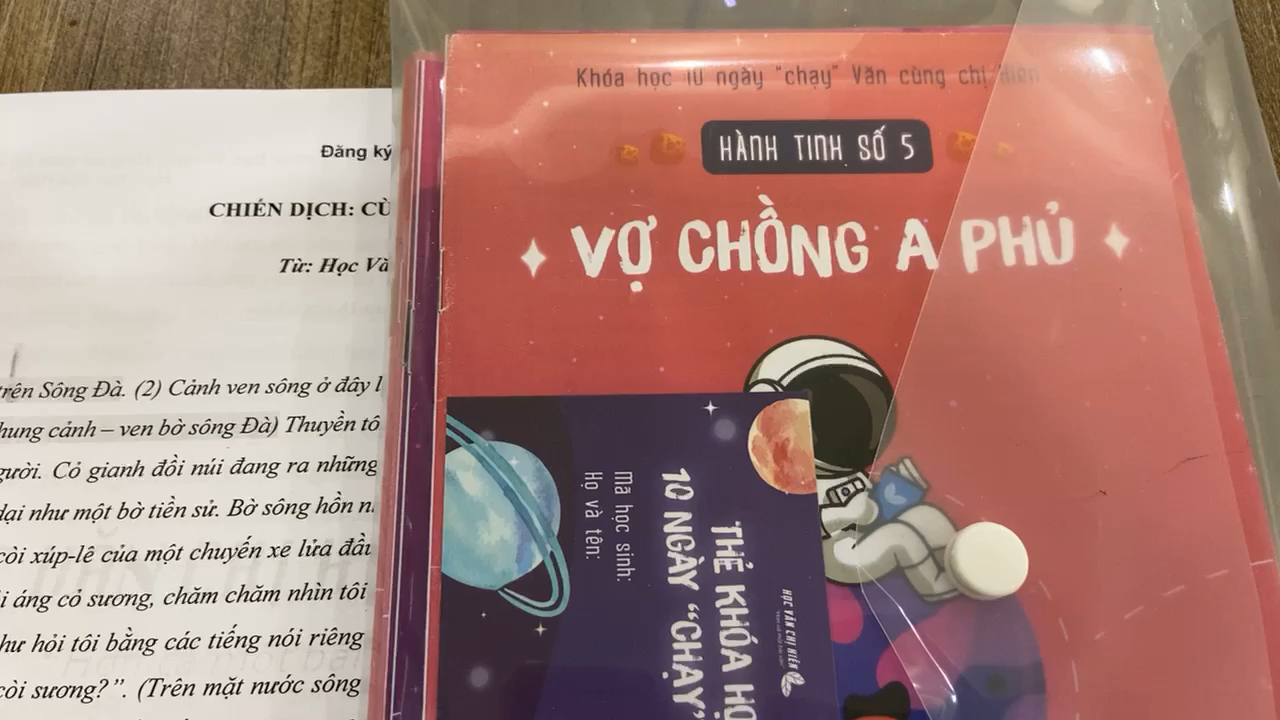 Đăng ký
CHIẾN DỊCH: CÙ
Từ: Học Vă
trên Sông Đà. (2) Cảnh ven sông ở đây l
hung cảnh – ven bờ sông Đà) Thuyền tô
gười. Cỏ gianh đồi núi đang ra những
dại như một bờ tiền sử. Bờ sông hồn n
còi xúp-lê của một chuyến xe lửa đầu
i áng cỏ sương, chăm chăm nhìn tôi
hư hỏi tôi bằng các tiếng nói riêng
còi sương?”. (Trên mặt nước sông
Khóa học 10 ngày “chạy” Văn cùng chị Hiên
HÀNH TINH SỐ 5
VỢ CHỒNG A PHỦ
HỌC VĂN CHỊ HIÊN
THẺ KHÓA HỌ
10 NGÀY “CHẠY”
Mã học sinh:
Họ và tên: